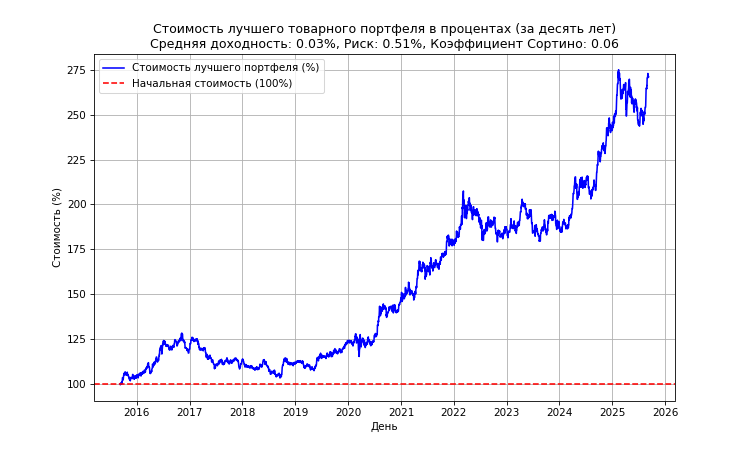 Стоимость лучшего товарного портфеля в процентах (за десять лет)
Средняя доходность: 0.03%, Риск: 0.51%, Коэффициент Сортино: 0.06
Стоимость лучшего портфеля (%)
Начальная стоимость (100%)
Стоимость (%)
275
250
225
200
175
150
125
100
2016 2017 2018 2019 2020 2021 2022 2023 2024 2025 2026
День